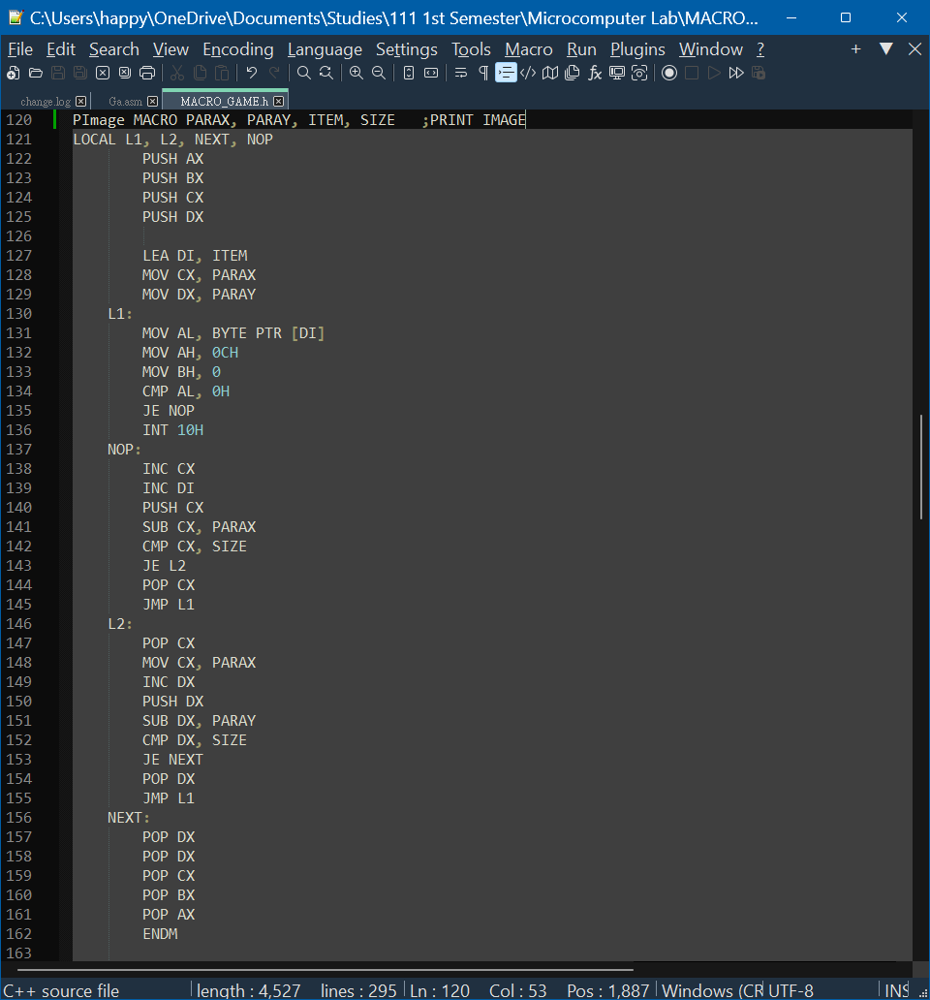 C:\Users\happy\OneDrive\Documents\Studies\111 1st Semester\Microcomputer Lab\MACRO...
File Edit Search View Encoding Language Settings Tools Macro Run Plugins Window ?
change.log Ga.asm MACRO_GAME.h
120 PImage MACRO PARAX, PARAY, ITEM, SIZE ;PRINT IMAGE
121 LOCAL L1, L2, NEXT, NOP
122 PUSH AX
123 PUSH BX
124 PUSH CX
125 PUSH DX
126
127 LEA DI, ITEM
128 MOV CX, PARAX
129 MOV DX, PARAY
130 L1:
131 MOV AL, BYTE PTR [DI]
132 MOV AH, 0CH
133 MOV BH, 0
134 CMP AL, 0H
135 JE NOP
136 INT 10H
137 NOP:
138 INC CX
139 INC DI
140 PUSH CX
141 SUB CX, PARAX
142 CMP CX, SIZE
143 JE L2
144 POP CX
145 JMP L1
146 L2:
147 POP CX
148 MOV CX, PARAX
149 INC DX
150 PUSH DX
151 SUB DX, PARAY
152 CMP DX, SIZE
153 JE NEXT
154 POP DX
155 JMP L1
156 NEXT:
157 POP DX
158 POP DX
159 POP CX
160 POP BX
161 POP AX
162 ENDM
163
C++ source file length : 4,527 lines : 295 Ln : 120 Col : 53 Pos : 1,887 Windows (CR UTF-8 INS